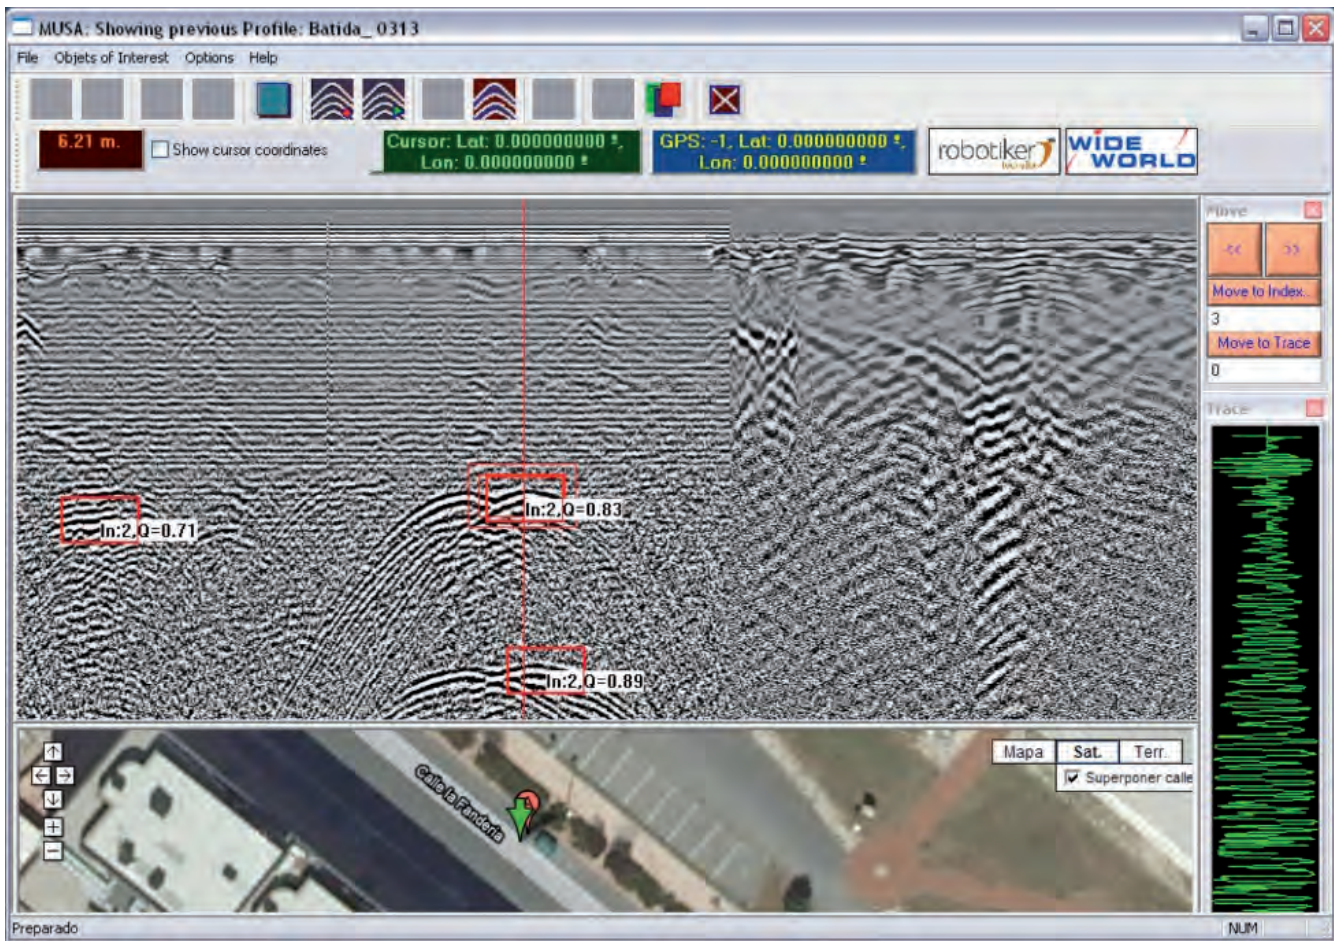 MUSA: Showing previous Profile: Batida_ 0313
File Objets of Interest Options Help
6.21 m.
Show cursor coordinates
Cursor: Lat: 0.000000000 º,
Lon: 0.000000000 º
GPS: -1, Lat: 0.000000000 º,
Lon: 0.000000000 º
robotiker
WIDE
WORLD
Move
<< >>
Move to Index..
3
Move to Trace
0
Trace
In:2,Q=0.71
In:2,Q=0.83
In:2,Q=0.89
Mapa Sat. Terr.
Superponer calle
Calle la Fandería
Preparado
NUM